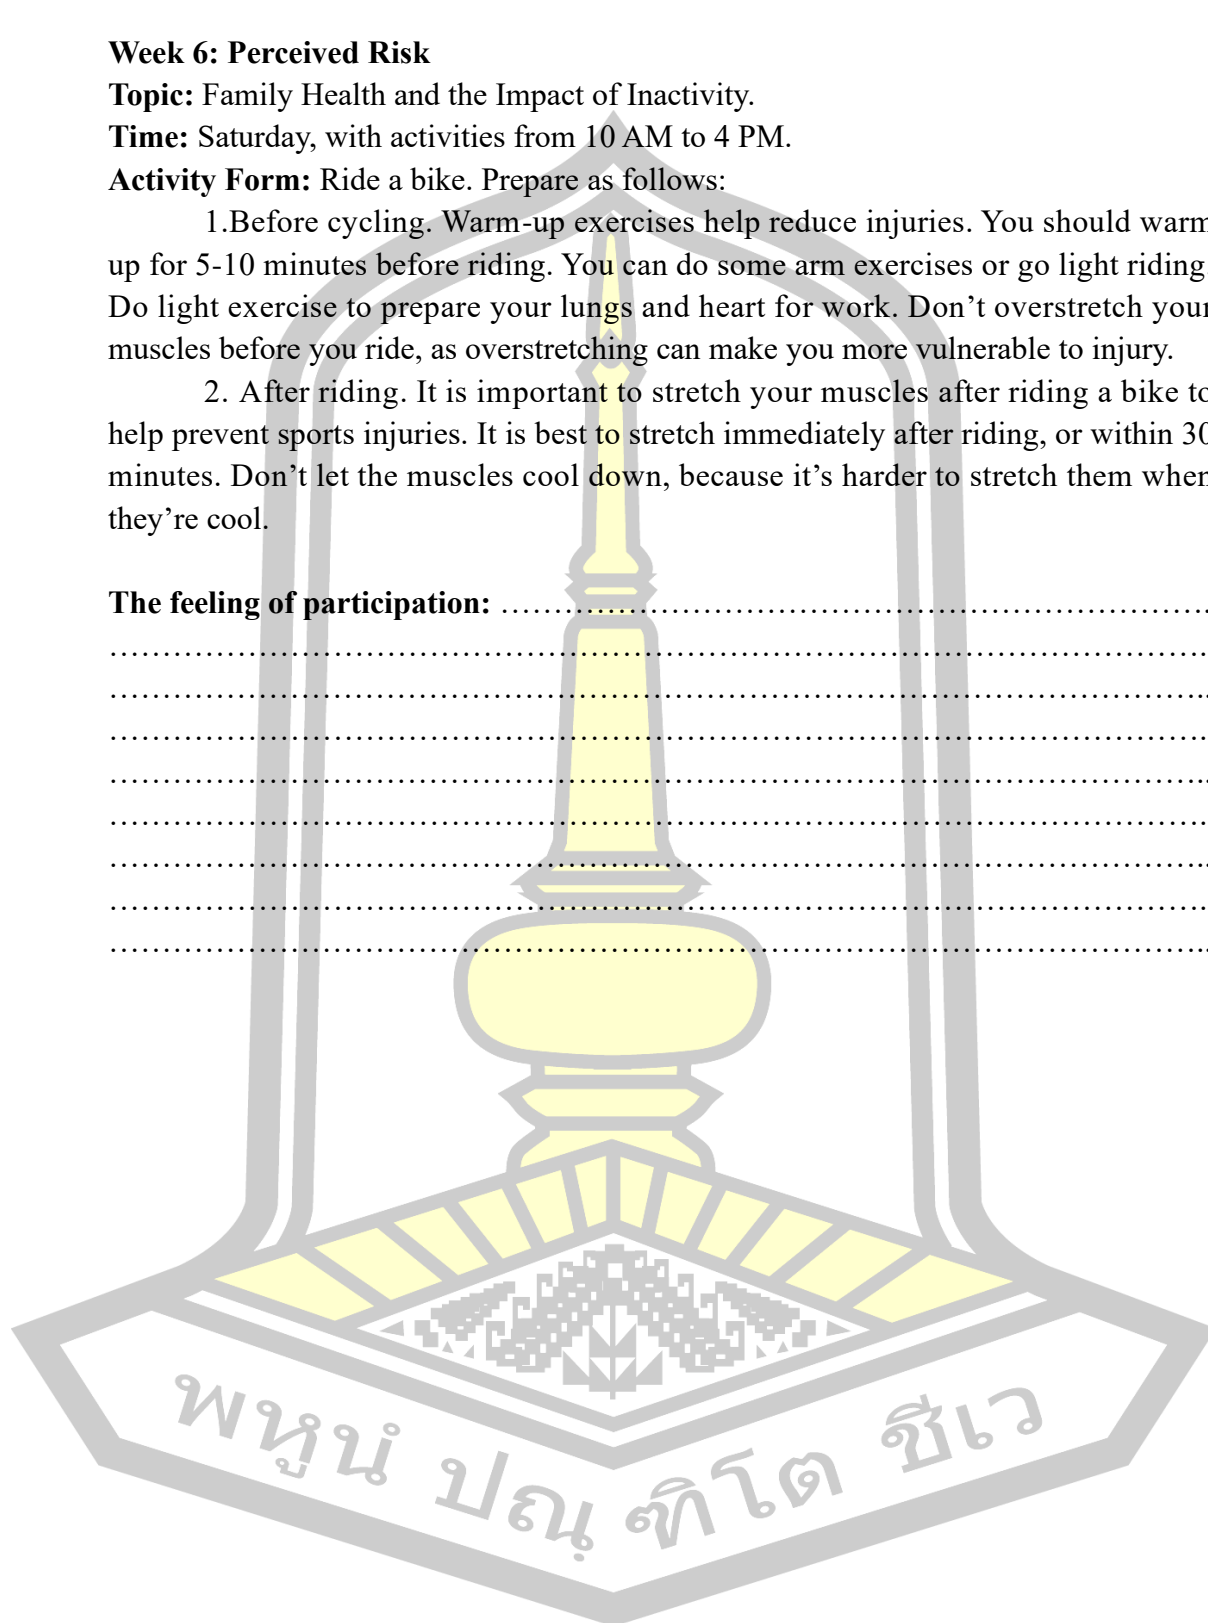 Week 6: Perceived Risk
Topic: Family Health and the Impact of Inactivity.
Time: Saturday, with activities from 10 AM to 4 PM.
Activity Form: Ride a bike. Prepare as follows:
1.Before cycling. Warm-up exercises help reduce injuries. You should warm
up for 5-10 minutes before riding. You can do some arm exercises or go light riding.
Do light exercise to prepare your lungs and heart for work. Don’t overstretch your
muscles before you ride, as overstretching can make you more vulnerable to injury.
2. After riding. It is important to stretch your muscles after riding a bike to
help prevent sports injuries. It is best to stretch immediately after riding, or within 30
minutes. Don’t let the muscles cool down, because it’s harder to stretch them when
they’re cool.
The feeling of participation: ……………………………………………………………..
………………………………………………………………………………………………..
………………………………………………………………………………………………..
………………………………………………………………………………………………..
………………………………………………………………………………………………..
………………………………………………………………………………………………..
………………………………………………………………………………………………..
………………………………………………………………………………………………..
………………………………………………………………………………………………..
พหูนํ ปณฺฑิโต ชีเว